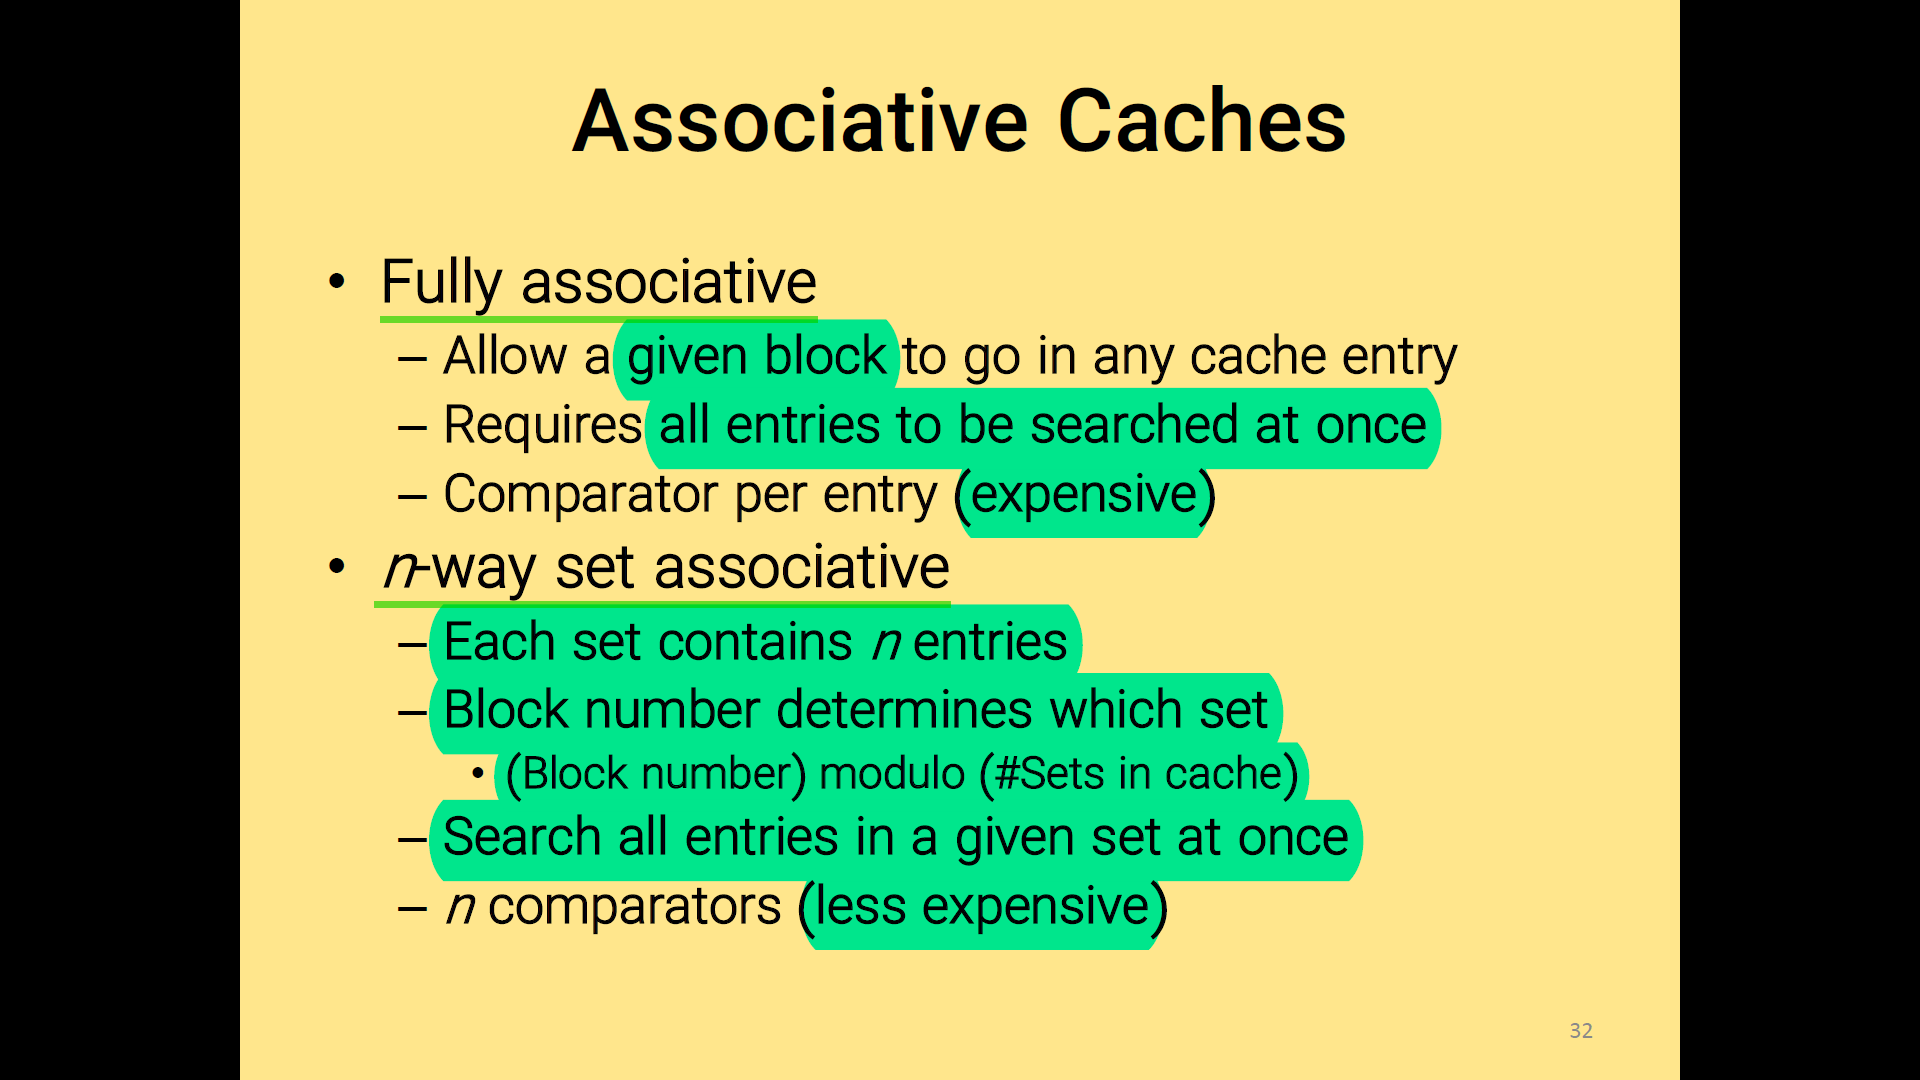 Associative Caches
• Fully associative
– Allow a given block to go in any cache entry
– Requires all entries to be searched at once
– Comparator per entry (expensive)
• n-way set associative
– Each set contains n entries
– Block number determines which set
• (Block number) modulo (#Sets in cache)
– Search all entries in a given set at once
– n comparators (less expensive)
32